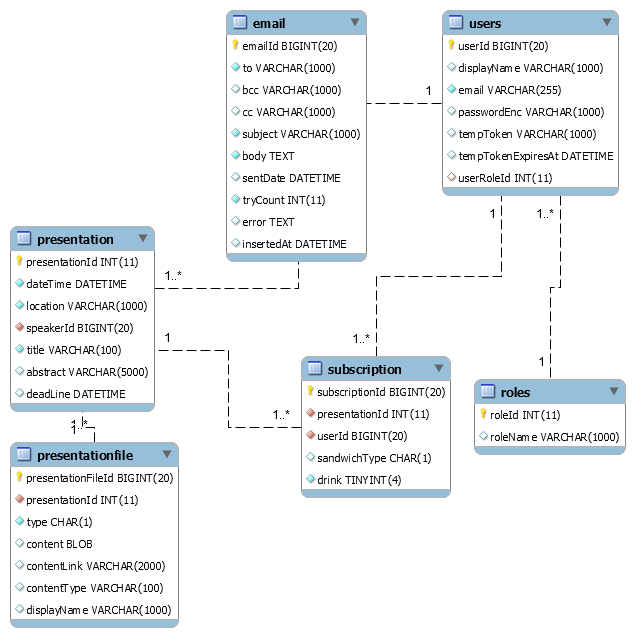 email
emailId BIGINT(20)
to VARCHAR(1000)
bcc VARCHAR(1000)
cc VARCHAR(1000)
subject VARCHAR(1000)
body TEXT
sentDate DATETIME
tryCount INT(11)
error TEXT
insertedAt DATETIME
users
userId BIGINT(20)
displayName VARCHAR(1000)
email VARCHAR(255)
passwordEnc VARCHAR(1000)
tempToken VARCHAR(1000)
tempTokenExpiresAt DATETIME
userRoleId INT(11)
1
1
1..*
presentation
presentationId INT(11)
dateTime DATETIME
location VARCHAR(1000)
speakerId BIGINT(20)
title VARCHAR(100)
abstract VARCHAR(5000)
deadLine DATETIME
1..*
1
1..*
1..*
1
subscription
subscriptionId BIGINT(20)
presentationId INT(11)
userId BIGINT(20)
sandwichType CHAR(1)
drink TINYINT(4)
roles
roleId INT(11)
roleName VARCHAR(1000)
1
1..*
presentationfile
presentationFileId BIGINT(20)
presentationId INT(11)
type CHAR(1)
content BLOB
contentLink VARCHAR(2000)
contentType VARCHAR(100)
displayName VARCHAR(1000)